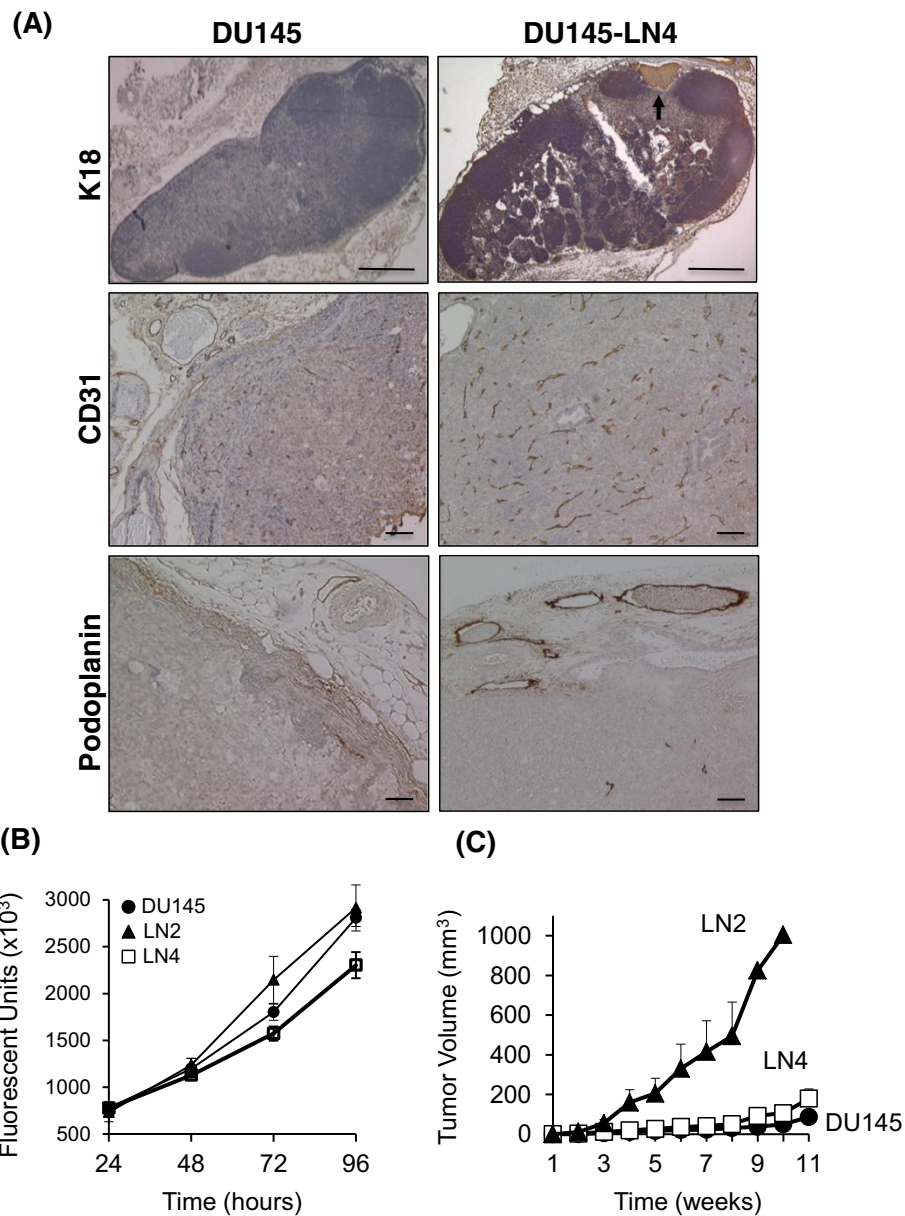 (A)
DU145
DU145-LN4
K18
CD31
Podoplanin
(B)
Fluorescent Units (x10³)
3000
2500
2000
1500
1000
500
DU145
LN2
LN4
24 48 72 96
Time (hours)
(C)
Tumor Volume (mm³)
1000
800
600
400
200
0
LN2
LN4
DU145
1 3 5 7 9 11
Time (weeks)